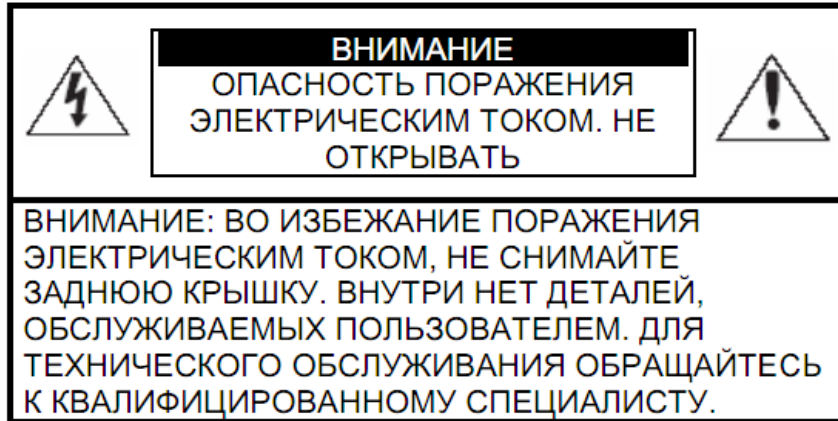 ВНИМАНИЕ
ОПАСНОСТЬ ПОРАЖЕНИЯ
ЭЛЕКТРИЧЕСКИМ ТОКОМ. НЕ
ОТКРЫВАТЬ
ВНИМАНИЕ: ВО ИЗБЕЖАНИЕ ПОРАЖЕНИЯ
ЭЛЕКТРИЧЕСКИМ ТОКОМ, НЕ СНИМАЙТЕ
ЗАДНЮЮ КРЫШКУ. ВНУТРИ НЕТ ДЕТАЛЕЙ,
ОБСЛУЖИВАЕМЫХ ПОЛЬЗОВАТЕЛЕМ. ДЛЯ
ТЕХНИЧЕСКОГО ОБСЛУЖИВАНИЯ ОБРАЩАЙТЕСЬ
К КВАЛИФИЦИРОВАННОМУ СПЕЦИАЛИСТУ.